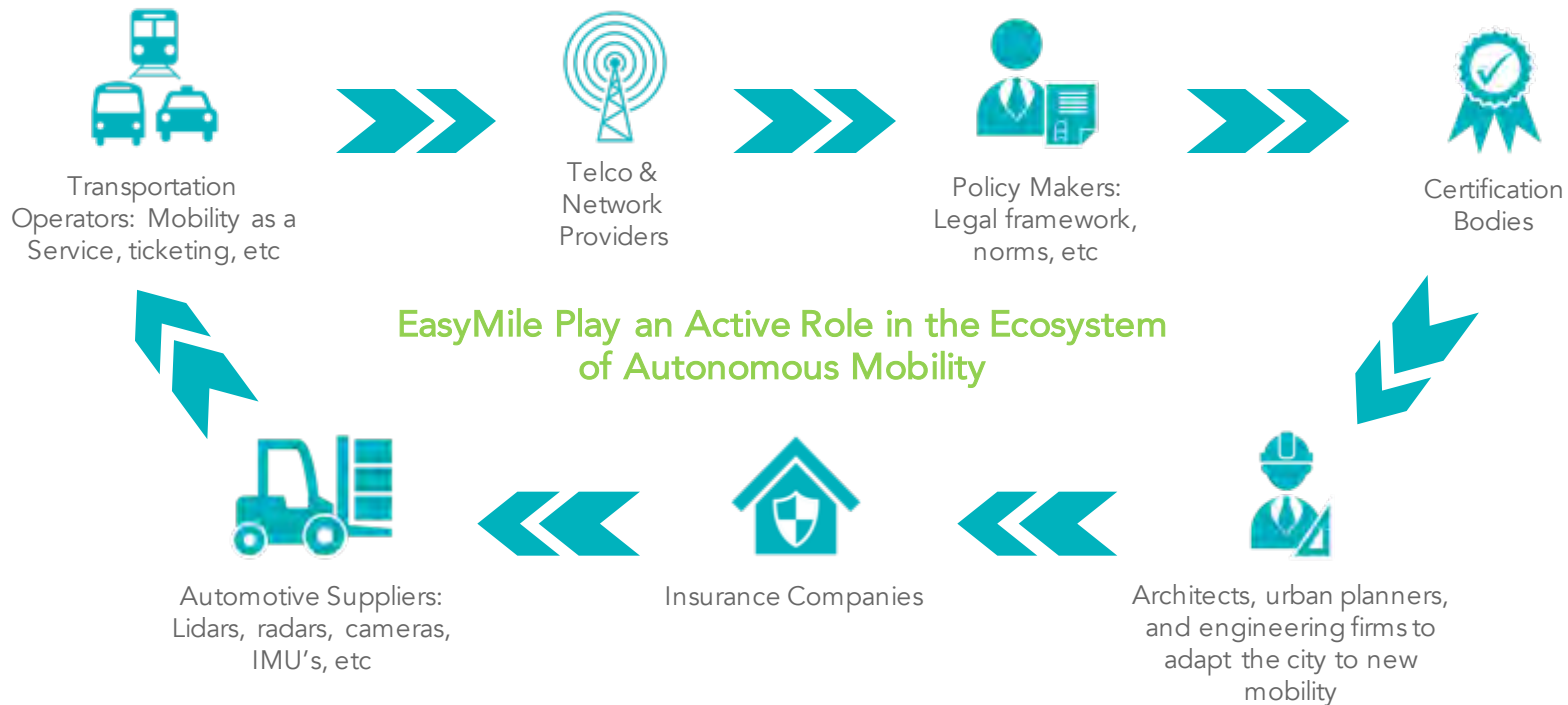 Transportation
Operators: Mobility as a
Service, ticketing, etc
Telco &
Network
Providers
Policy Makers:
Legal framework,
norms, etc
Certification
Bodies
EasyMile Play an Active Role in the Ecosystem
of Autonomous Mobility
Automotive Suppliers:
Lidars, radars, cameras,
IMU's, etc
Insurance Companies
Architects, urban planners,
and engineering firms to
adapt the city to new
mobility